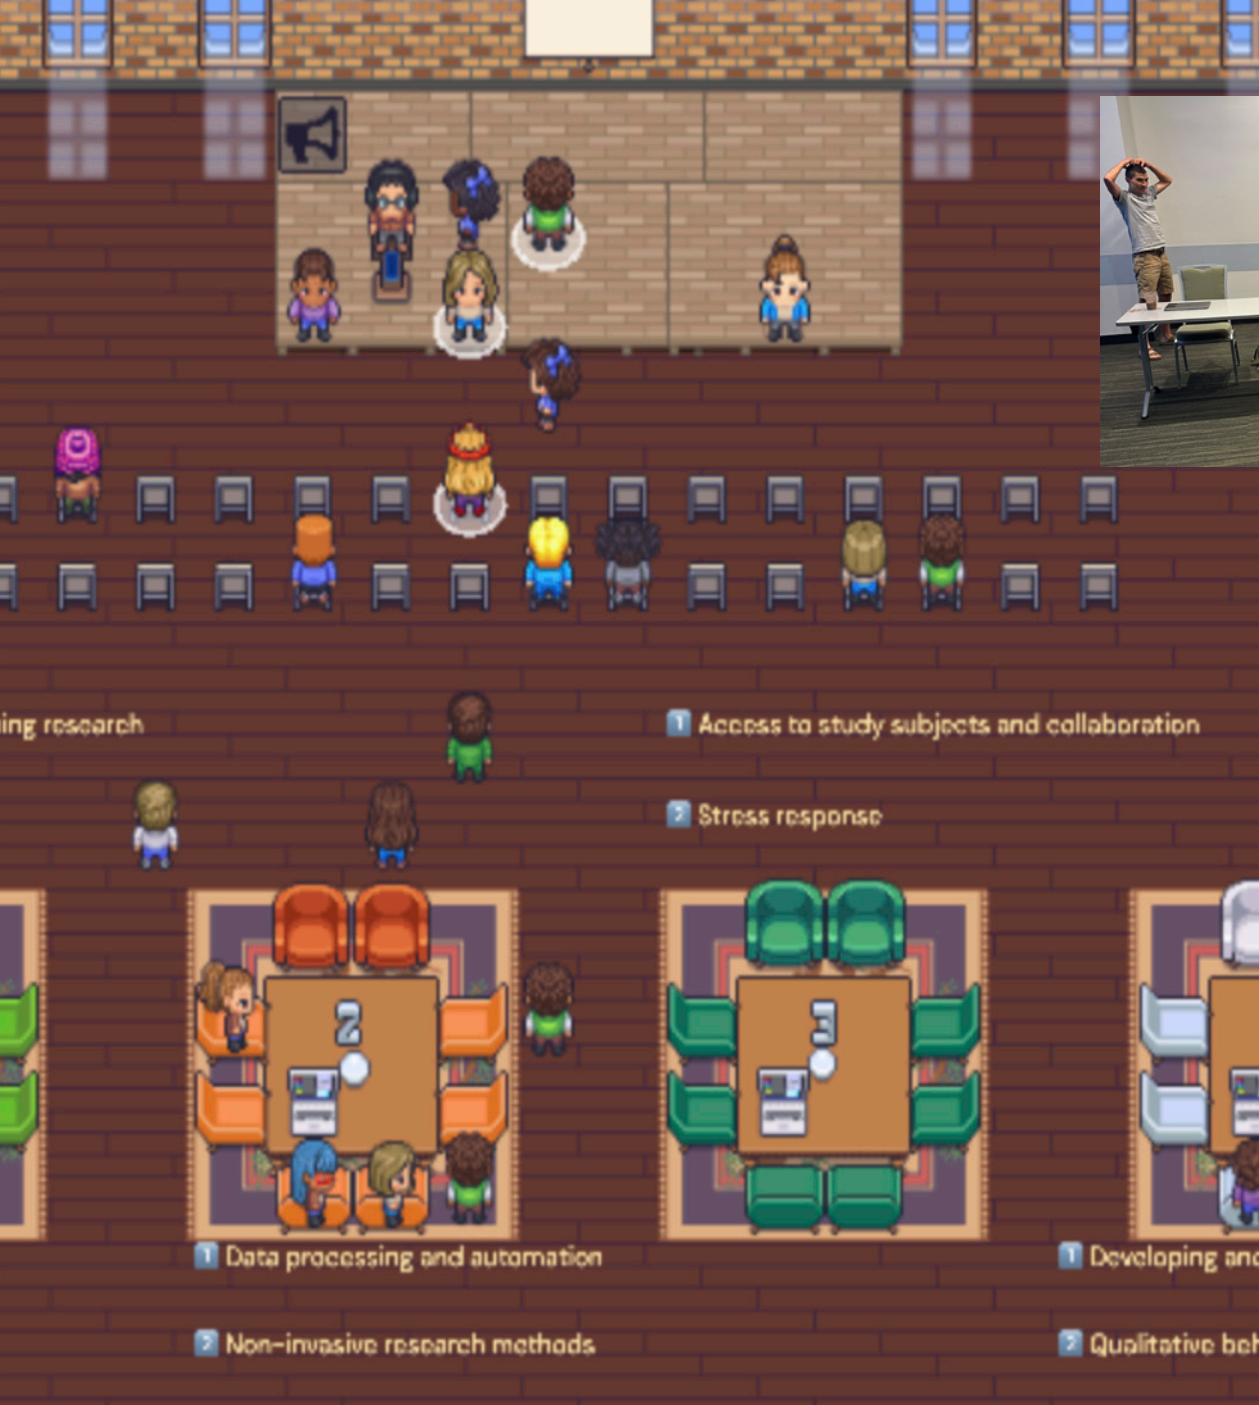 ing research
1 Access to study subjects and collaboration
2 Stress response
2
3
1 Data processing and automation
1 Developing and
2 Non-invasive research methods
2 Qualitative beh